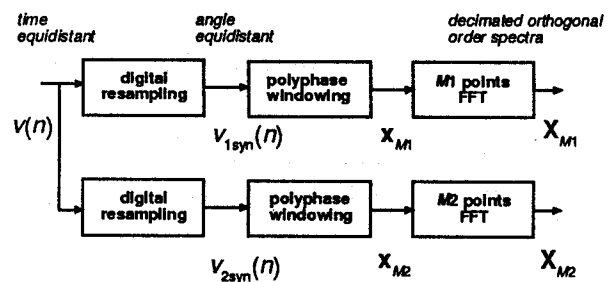 time equidistant
angle equidistant
decimated orthogonal order spectra
digital resampling
polyphase windowing
M1 points FFT
v(n)
v1syn(n)
xM1
XM1
digital resampling
polyphase windowing
M2 points FFT
v2syn(n)
xM2
XM2